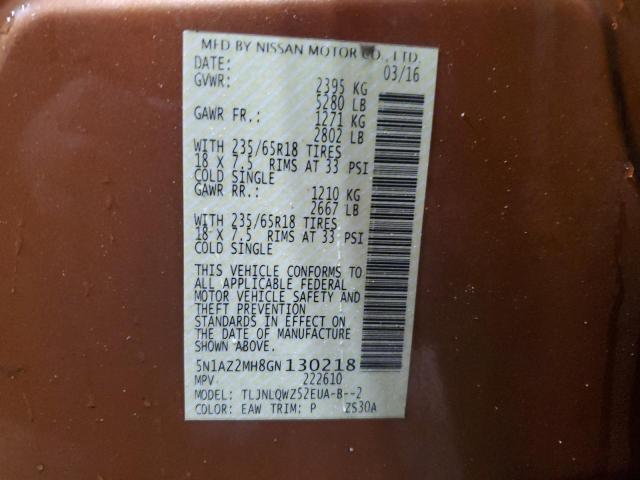 MFD BY NISSAN MOTOR CO., LTD.
DATE: 03/16
GVWR: 2395 KG
5280 LB
GAWR FR.: 1271 KG
2802 LB
WITH 235/65R18 TIRES
18 X 7.5 RIMS AT 33 PSI
COLD SINGLE
GAWR RR.: 1210 KG
2667 LB
WITH 235/65R18 TIRES
18 X 7.5 RIMS AT 33 PSI
COLD SINGLE
THIS VEHICLE CONFORMS TO
ALL APPLICABLE FEDERAL
MOTOR VEHICLE SAFETY AND
THEFT PREVENTION
STANDARDS IN EFFECT ON
THE DATE OF MANUFACTURE
SHOWN ABOVE.
5N1AZ2MH8GN130218
MPV 222610
MODEL: TLJNLQWZ52EUA-B--2
COLOR: EAW TRIM: P ZS30A